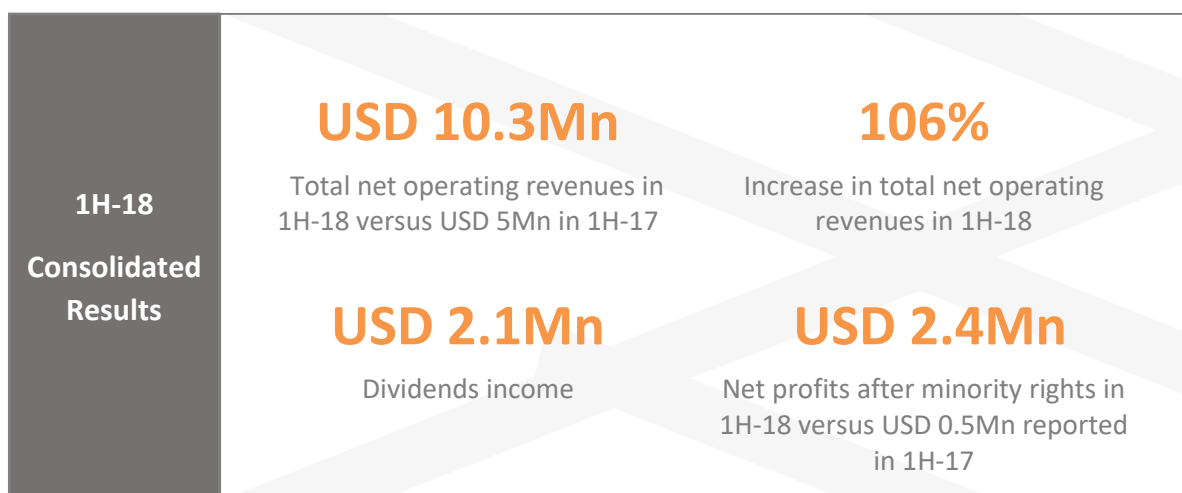 1H-18
Consolidated
Results
USD 10.3Mn
Total net operating revenues in
1H-18 versus USD 5Mn in 1H-17
106%
Increase in total net operating
revenues in 1H-18
USD 2.1Mn
Dividends income
USD 2.4Mn
Net profits after minority rights in
1H-18 versus USD 0.5Mn reported
in 1H-17